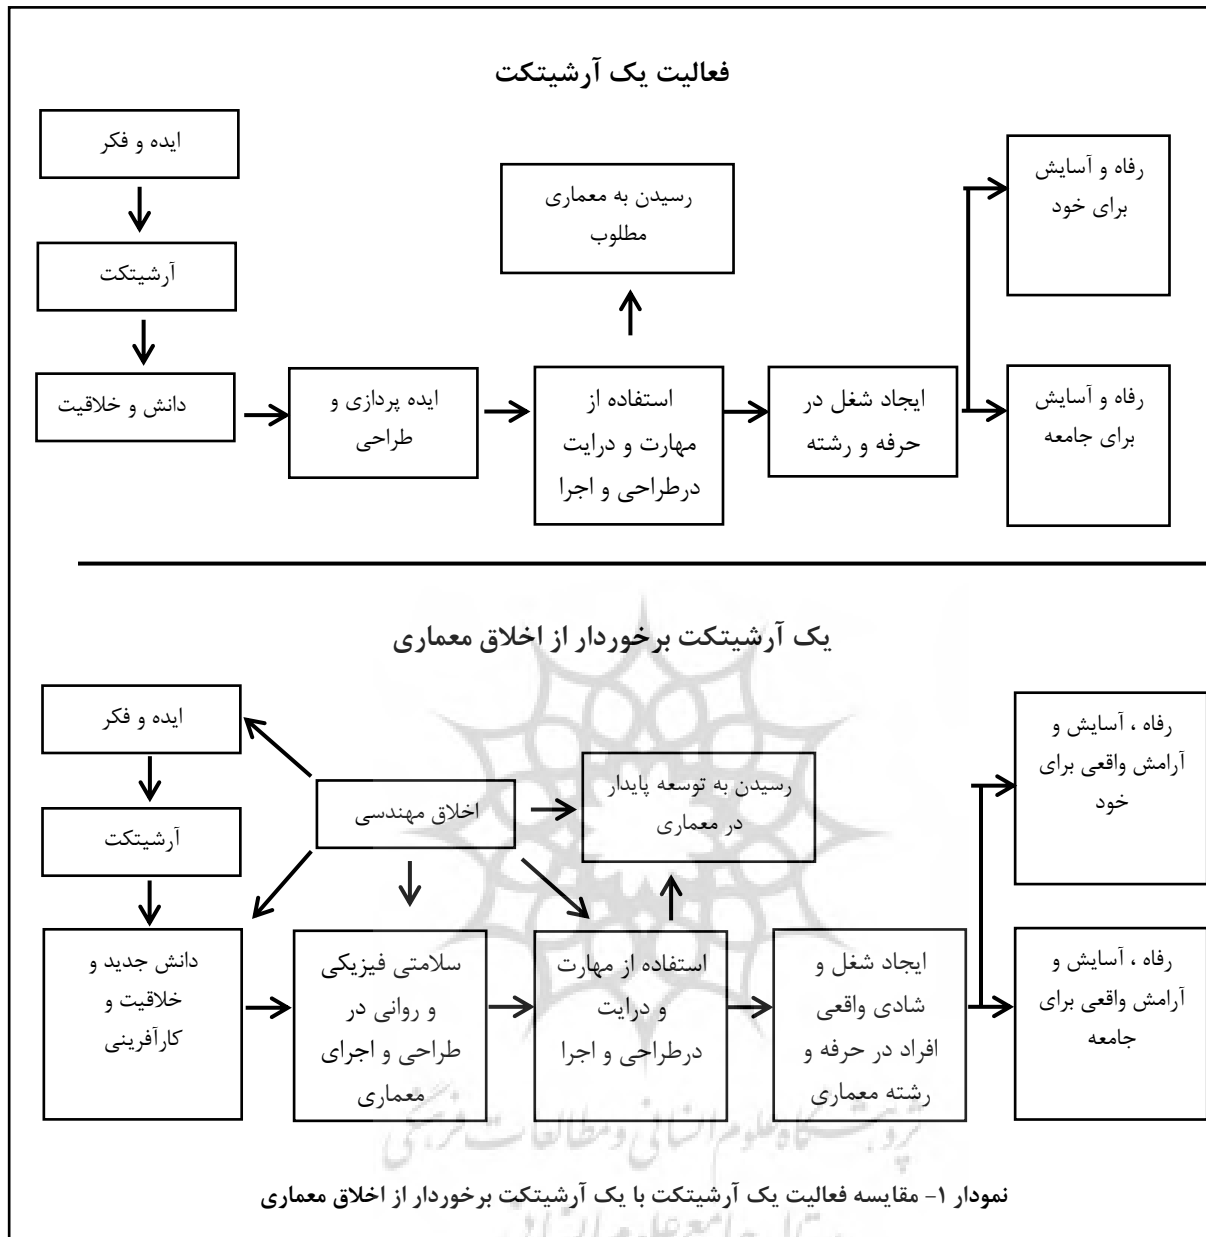 فعالیت یک آرشیتکت
ایده و فکر
آرشیتکت
دانش و خلاقیت
ایده پردازی و
طراحی
استفاده از
مهارت و درایت
درطراحی و اجرا
رسیدن به معماری
مطلوب
ایجاد شغل در
حرفه و رشته
رفاه و آسایش
برای خود
رفاه و آسایش
برای جامعه
یک آرشیتکت برخوردار از اخلاق معماری
ایده و فکر
آرشیتکت
دانش جدید و
خلاقیت و
کارآفرینی
اخلاق مهندسی
سلامتی فیزیکی
و روانی در
طراحی و اجرای
معماری
استفاده از مهارت
و درایت
درطراحی و اجرا
رسیدن به توسعه پایدار
در معماری
ایجاد شغل و
شادی واقعی
افراد در حرفه و
رشته معماری
رفاه ، آسایش و
آرامش واقعی برای
خود
رفاه ، آسایش و
آرامش واقعی برای
جامعه
پژوهشگاه علوم انسانی و مطالعات فرهنگی
نمودار ۱- مقایسه فعالیت یک آرشیتکت با یک آرشیتکت برخوردار از اخلاق معماری